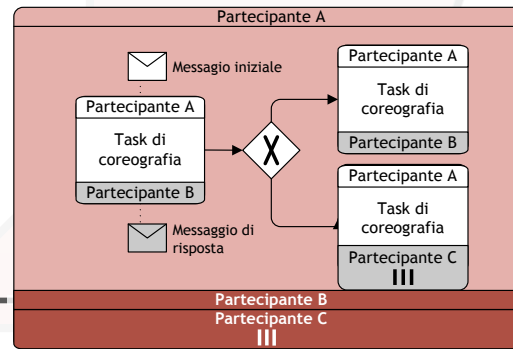 Partecipante A
Messagio iniziale
Partecipante A
Task di
coreografia
Partecipante B
Messaggio di
risposta
Partecipante A
Task di
coreografia
Partecipante B
Partecipante A
Task di
coreografia
Partecipante C
Partecipante B
Partecipante C